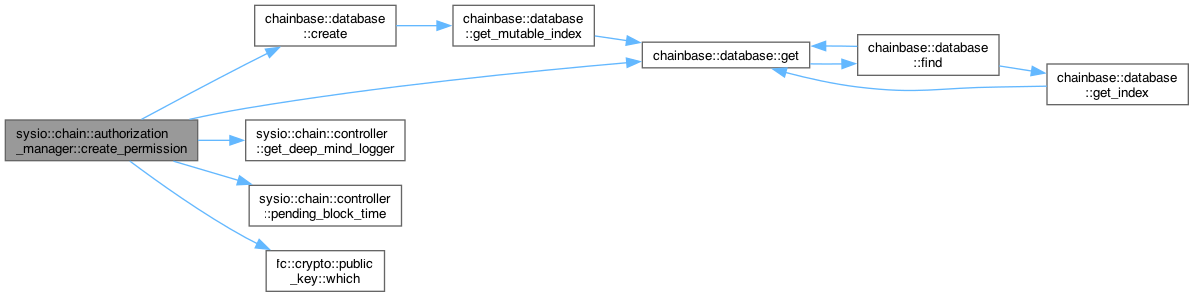 chainbase::database
::create
chainbase::database
::get_mutable_index
chainbase::database::get
chainbase::database
::find
chainbase::database
::get_index
sysio::chain::authorization
_manager::create_permission
sysio::chain::controller
::get_deep_mind_logger
sysio::chain::controller
::pending_block_time
fc::crypto::public
_key::which